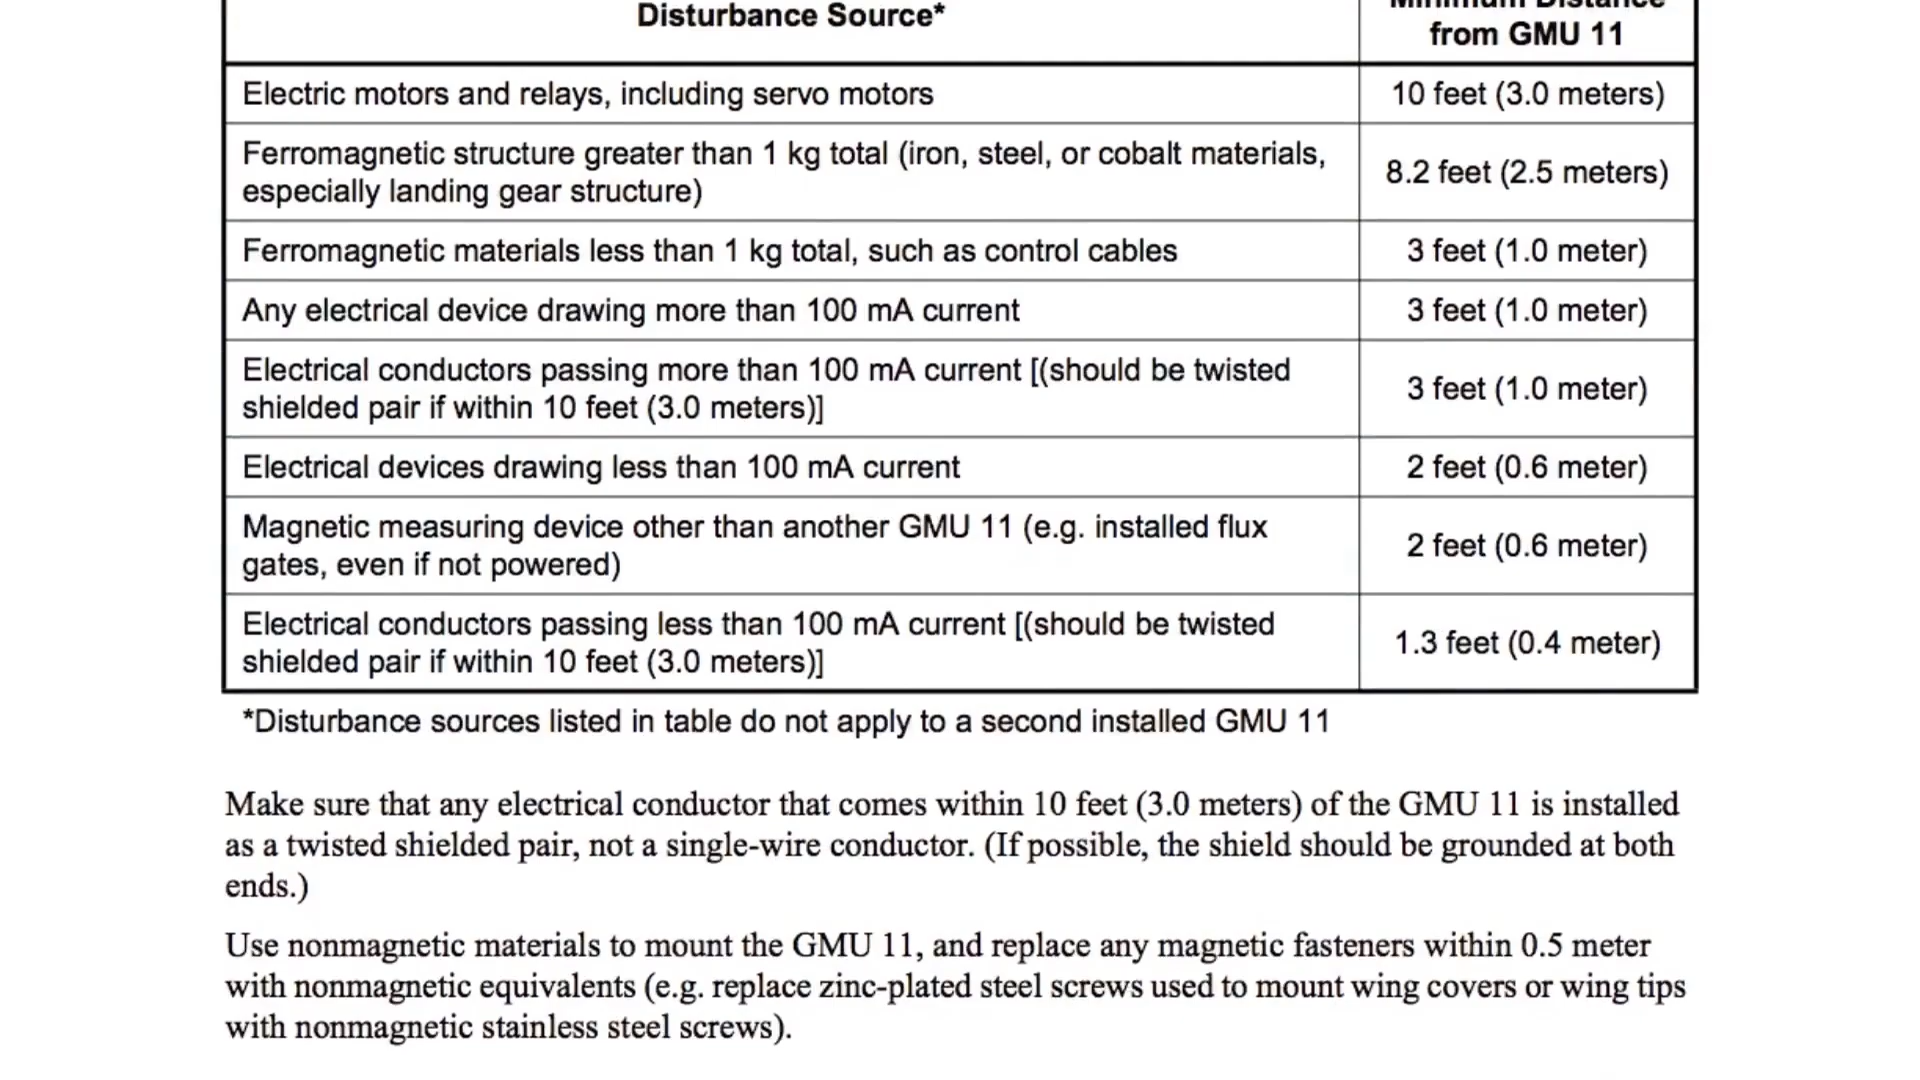 Disturbance Source*
Minimum Distance
from GMU 11
Electric motors and relays, including servo motors
10 feet (3.0 meters)
Ferromagnetic structure greater than 1 kg total (iron, steel, or cobalt materials,
especially landing gear structure)
8.2 feet (2.5 meters)
Ferromagnetic materials less than 1 kg total, such as control cables
3 feet (1.0 meter)
Any electrical device drawing more than 100 mA current
3 feet (1.0 meter)
Electrical conductors passing more than 100 mA current [(should be twisted
shielded pair if within 10 feet (3.0 meters)]
3 feet (1.0 meter)
Electrical devices drawing less than 100 mA current
2 feet (0.6 meter)
Magnetic measuring device other than another GMU 11 (e.g. installed flux
gates, even if not powered)
2 feet (0.6 meter)
Electrical conductors passing less than 100 mA current [(should be twisted
shielded pair if within 10 feet (3.0 meters)]
1.3 feet (0.4 meter)
*Disturbance sources listed in table do not apply to a second installed GMU 11
Make sure that any electrical conductor that comes within 10 feet (3.0 meters) of the GMU 11 is installed
as a twisted shielded pair, not a single-wire conductor. (If possible, the shield should be grounded at both
ends.)
Use nonmagnetic materials to mount the GMU 11, and replace any magnetic fasteners within 0.5 meter
with nonmagnetic equivalents (e.g. replace zinc-plated steel screws used to mount wing covers or wing tips
with nonmagnetic stainless steel screws).